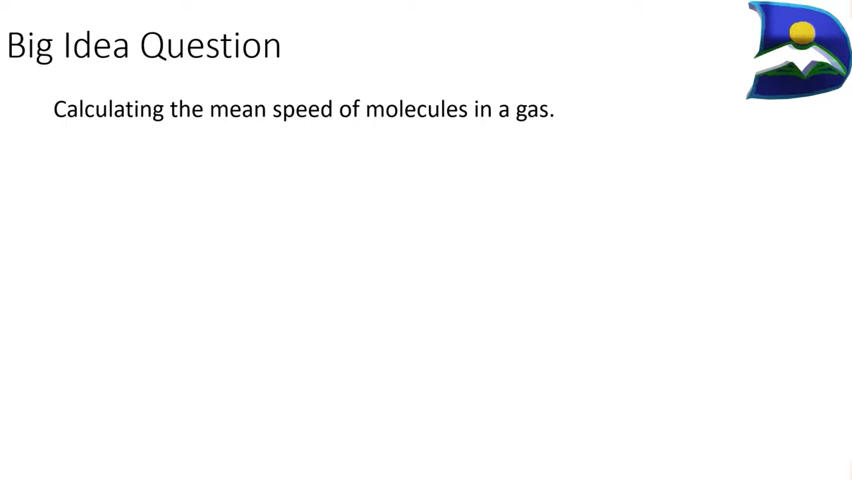 Big Idea Question
Calculating the mean speed of molecules in a gas.